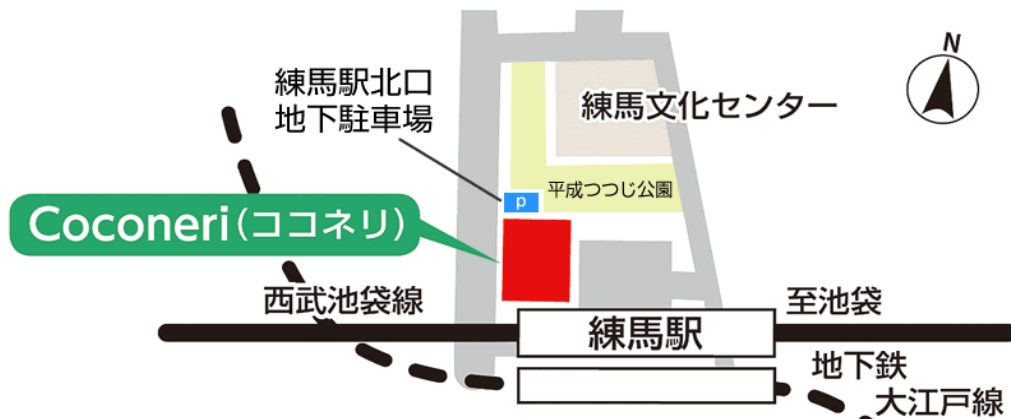 N
練馬駅北口
地下駐車場
練馬文化センター
平成つつじ公園
P
Coconeri(ココネリ)
西武池袋線
至池袋
練馬駅
地下鉄
大江戸線